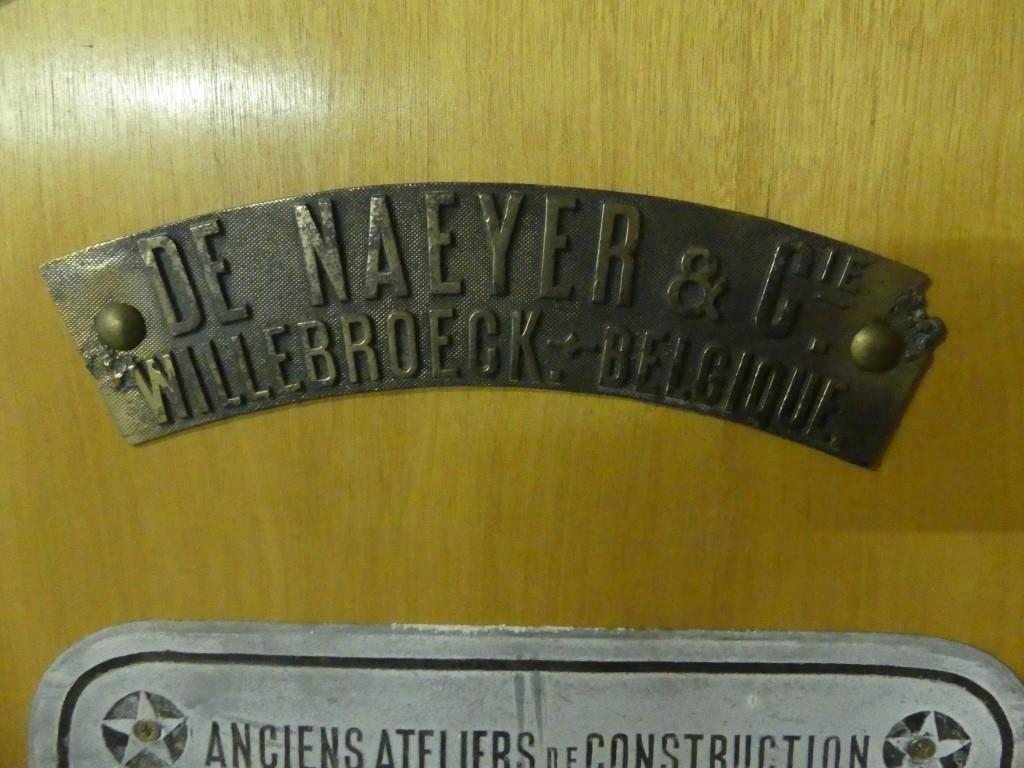 DE NAEYER & CIE.
WILLEBROECK. BELGIQUE.
ANCIENS ATELIERS DE CONSTRUCTION